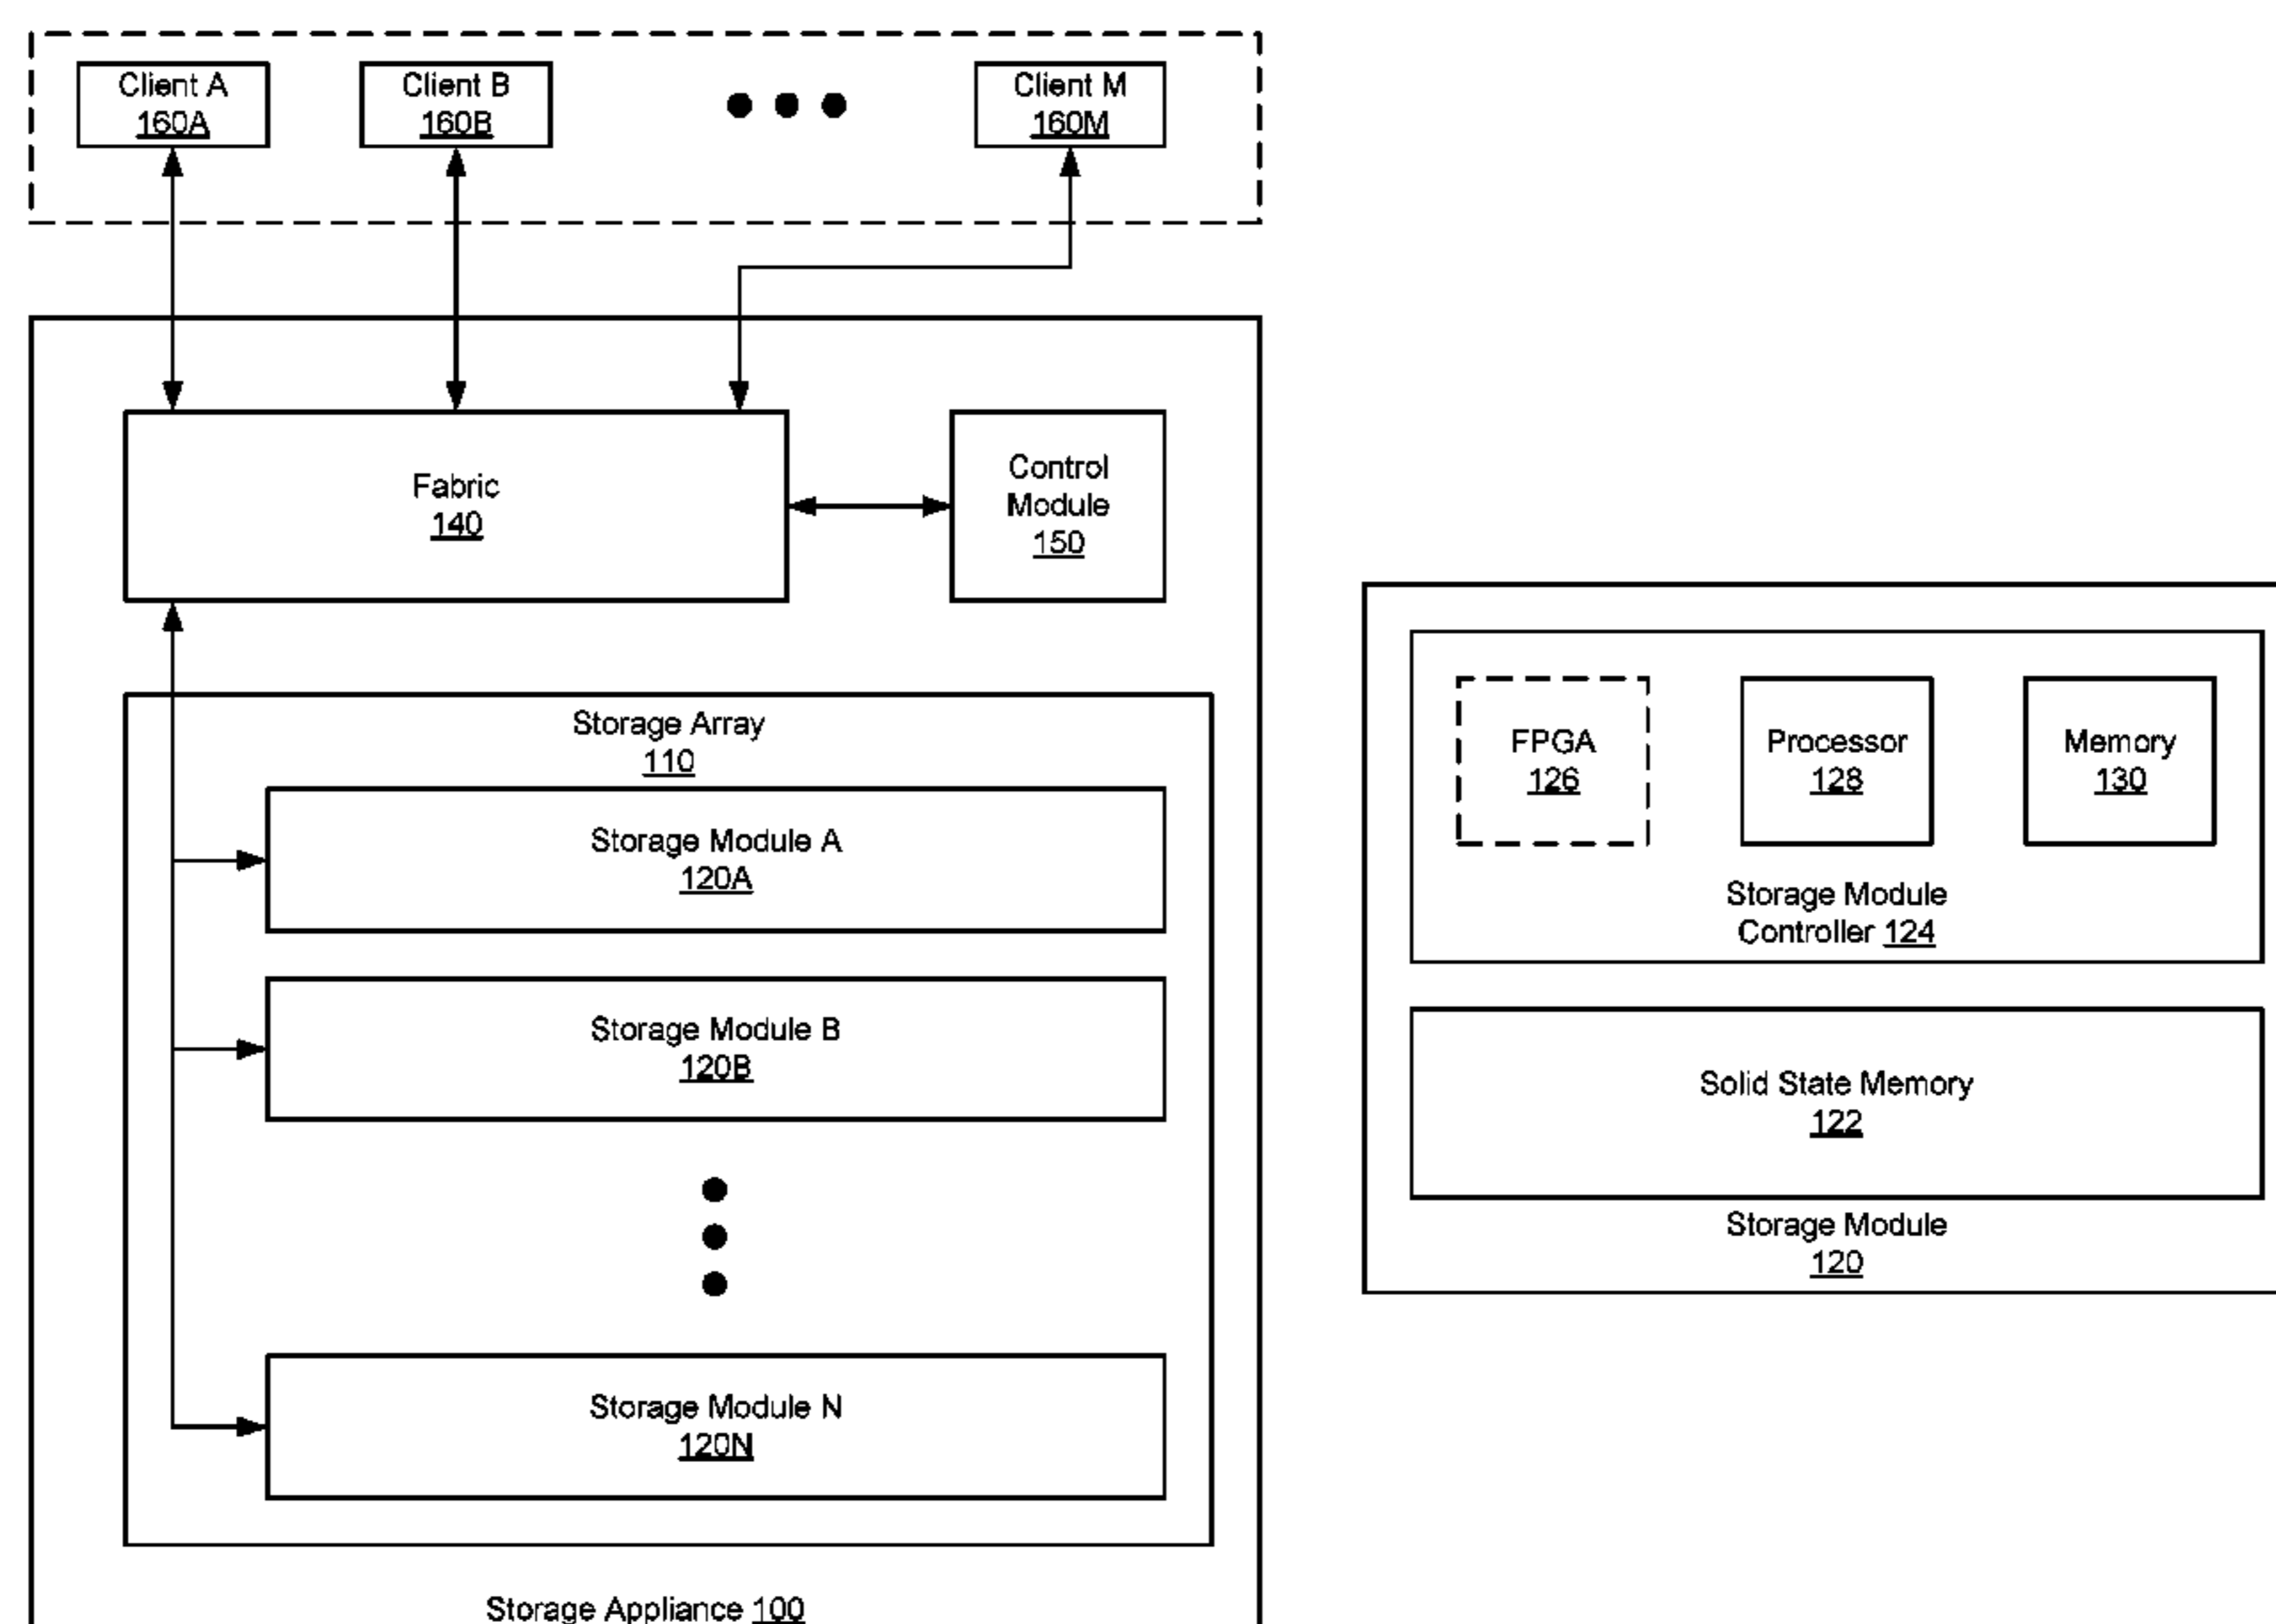 Client A
160A
Client B
160B
Client M
160M
Fabric
140
Control
Module
150
Storage Array
110
Storage Module A
120A
Storage Module B
120B
Storage Module N
120N
Storage Appliance 100
FPGA
126
Processor
128
Memory
130
Storage Module
Controller 124
Solid State Memory
122
Storage Module
120